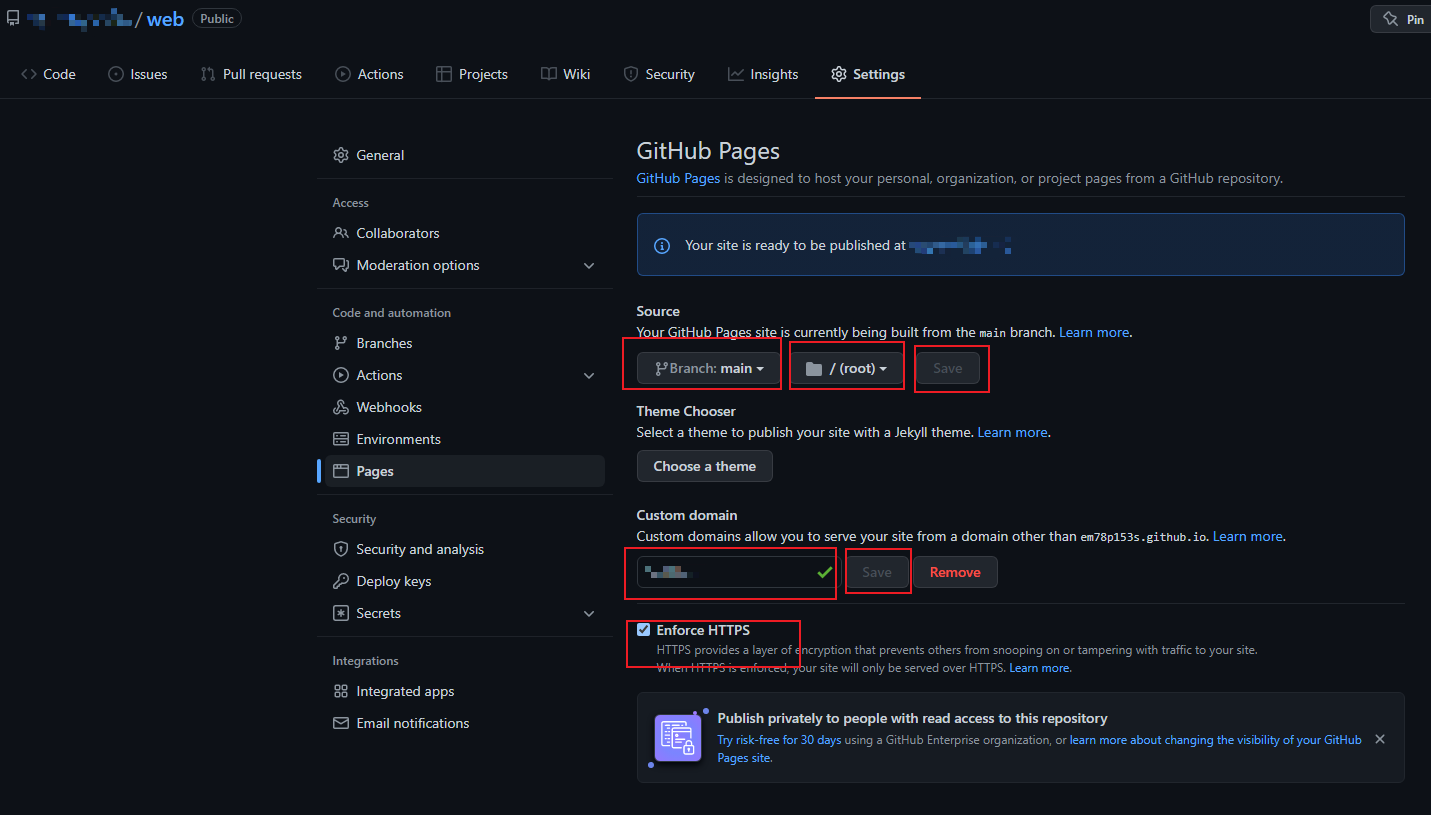 / web Public
Pin
Code Issues Pull requests Actions Projects Wiki Security Insights Settings
General
Access
Collaborators
Moderation options
Code and automation
Branches
Actions
Webhooks
Environments
Pages
Security
Security and analysis
Deploy keys
Secrets
Integrations
Integrated apps
Email notifications
GitHub Pages
GitHub Pages is designed to host your personal, organization, or project pages from a GitHub repository.
Your site is ready to be published at
Source
Your GitHub Pages site is currently being built from the main branch. Learn more.
Branch: main / (root) Save
Theme Chooser
Select a theme to publish your site with a Jekyll theme. Learn more.
Choose a theme
Custom domain
Custom domains allow you to serve your site from a domain other than em78p153s.github.io. Learn more.
Save Remove
Enforce HTTPS
HTTPS provides a layer of encryption that prevents others from snooping on or tampering with traffic to your site.
When HTTPS is enforced, your site will only be served over HTTPS. Learn more.
Publish privately to people with read access to this repository
Try risk-free for 30 days using a GitHub Enterprise organization, or learn more about changing the visibility of your GitHub
Pages site.